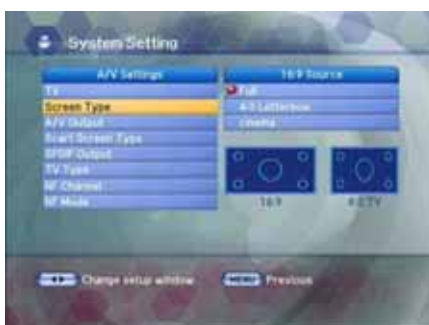 System Setting
A/V Settings
TV
Screen Type
A/V Output
Scart Screen Type
SPDIF Output
TV Type
RF Channel
RF Mode
16:9 Source
Full
4:3 Letterbox
cinema
16:9
4:3 TV
Change setup window
MENU Previous